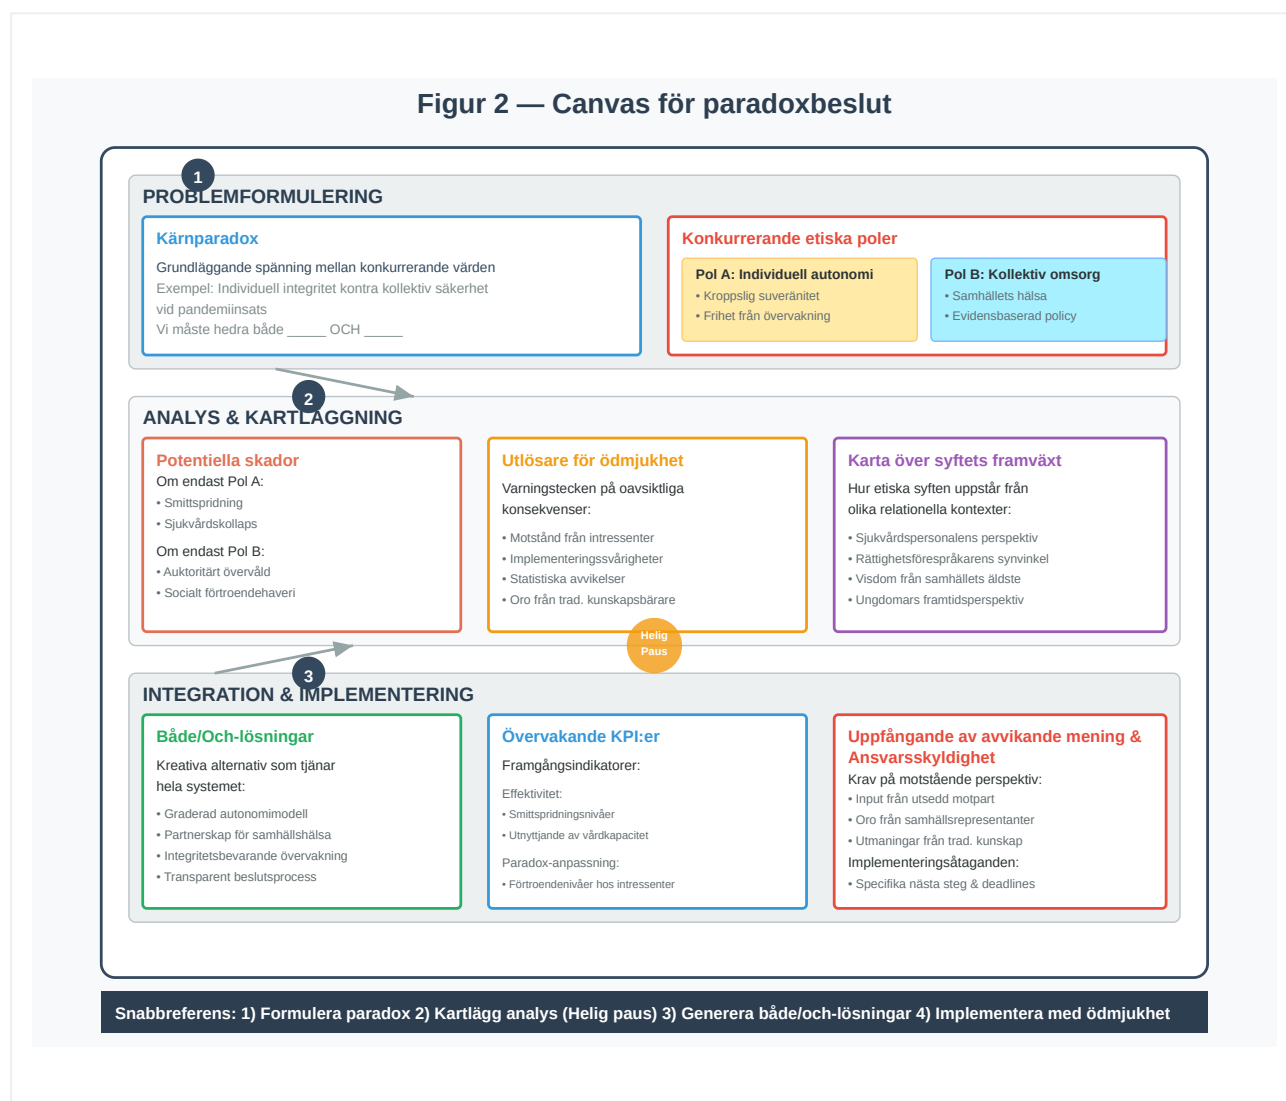 Figur 2 — Canvas för paradoxbeslut
1
PROBLEMFORMULERING
Kärnparadox
Grundläggande spänning mellan konkurrerande värden
Exempel: Individuell integritet kontra kollektiv säkerhet
vid pandemiinsats
Vi måste hedra både _____ OCH _____
Konkurrerande etiska poler
Pol A: Individuell autonomi
• Kroppslig suveränitet
• Frihet från övervakning
Pol B: Kollektiv omsorg
• Samhällets hälsa
• Evidensbaserad policy
2
ANALYS & KARTLÄGGNING
Potentiella skador
Om endast Pol A:
• Smittspridning
• Sjukvårdskollaps
Om endast Pol B:
• Auktoritärt övervåld
• Socialt förtroendehaveri
Utlösare för ödmjukhet
Varningstecken på oavsiktliga
konsekvenser:
• Motstånd från intressenter
• Implementeringssvårigheter
• Statistiska avvikelser
• Oro från trad. kunskapsbärare
Karta över syftets framväxt
Hur etiska syften uppstår från
olika relationella kontexter:
• Sjukvårdspersonalens perspektiv
• Rättighetsförespråkarens synvinkel
• Visdom från samhällets äldste
• Ungdomars framtidsperspektiv
Helig
Paus
3
INTEGRATION & IMPLEMENTERING
Både/Och-lösningar
Kreativa alternativ som tjänar
hela systemet:
• Graderad autonomimodell
• Partnerskap för samhällshälsa
• Integritetsbevarande övervakning
• Transparent beslutsprocess
Övervakande KPI:er
Framgångsindikatorer:
Effektivitet:
• Smittspridningsnivåer
• Utnyttjande av vårdkapacitet
Paradox-anpassning:
• Förtroendenivåer hos intressenter
Uppfångande av avvikande mening &
Ansvarsskyldighet
Krav på motstående perspektiv:
• Input från utsedd motpart
• Oro från samhällsrepresentanter
• Utmaningar från trad. kunskap
Implementeringsåtaganden:
• Specifika nästa steg & deadlines
Snabbreferens: 1) Formulera paradox 2) Kartlägg analys (Helig paus) 3) Generera både/och-lösningar 4) Implementera med ödmjukhet